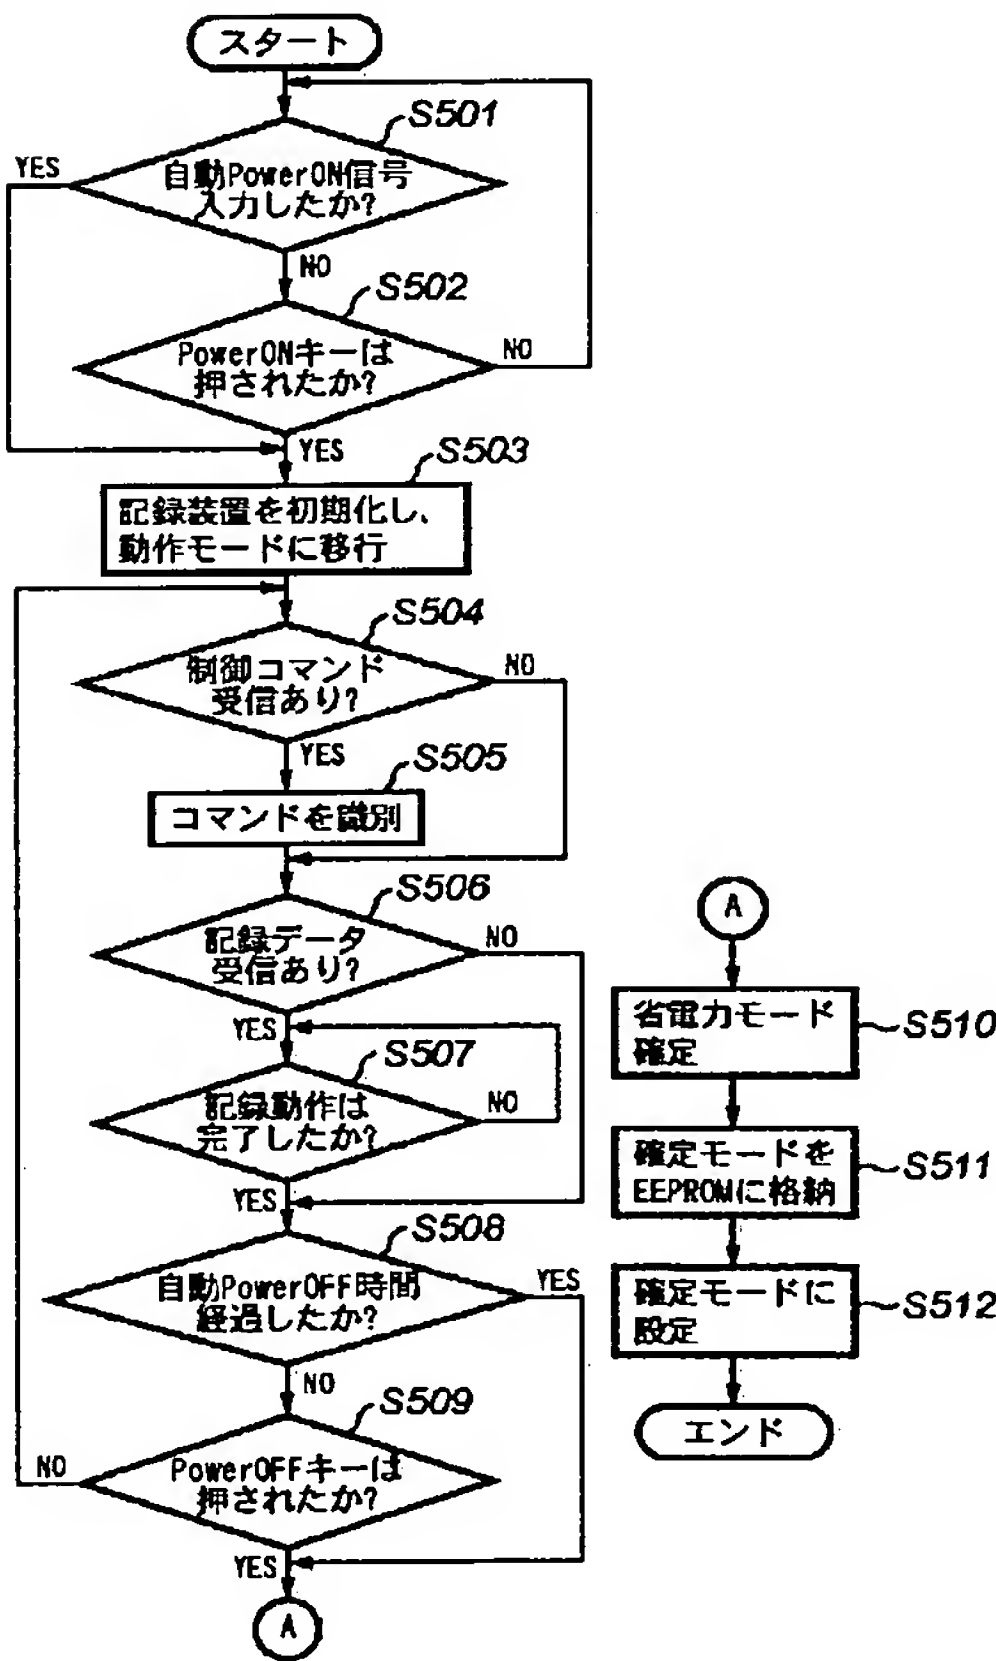 スタート
S501
YES
自動PowerON信号
入力したか?
NO
S502
PowerONキーは
押されたか?
NO
YES
S503
記録装置を初期化し、
動作モードに移行
S504
制御コマンド
受信あり?
NO
YES
S505
コマンドを識別
S506
記録データ
受信あり?
NO
YES
S507
記録動作は
完了したか?
NO
YES
S508
自動PowerOFF時間
経過したか?
YES
NO
S509
PowerOFFキーは
押されたか?
NO
YES
A
A
省電力モード
確定
S510
確定モードを
EEPROMに格納
S511
確定モードに
設定
S512
エンド